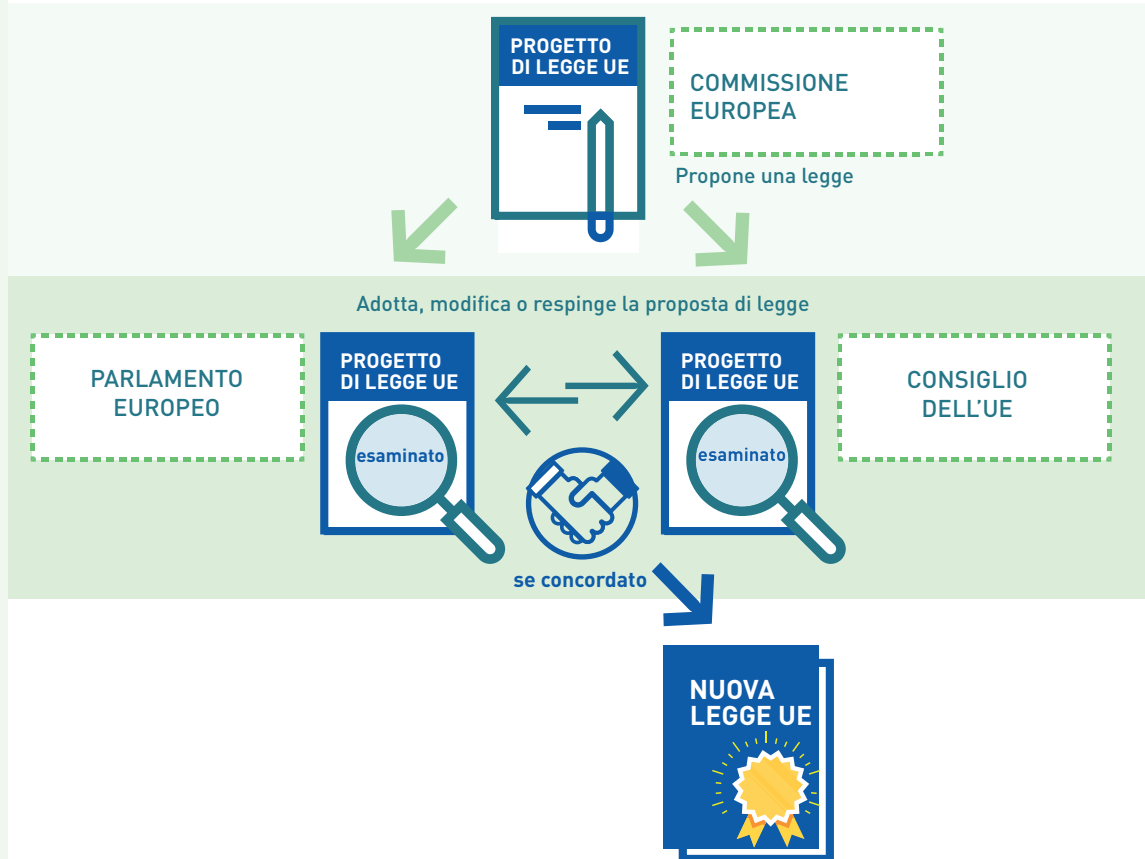 PROGETTO
DI LEGGE UE
COMMISSIONE
EUROPEA
Propone una legge
Adotta, modifica o respinge la proposta di legge
PARLAMENTO
EUROPEO
PROGETTO
DI LEGGE UE
esaminato
PROGETTO
DI LEGGE UE
esaminato
CONSIGLIO
DELL'UE
se concordato
NUOVA
LEGGE UE